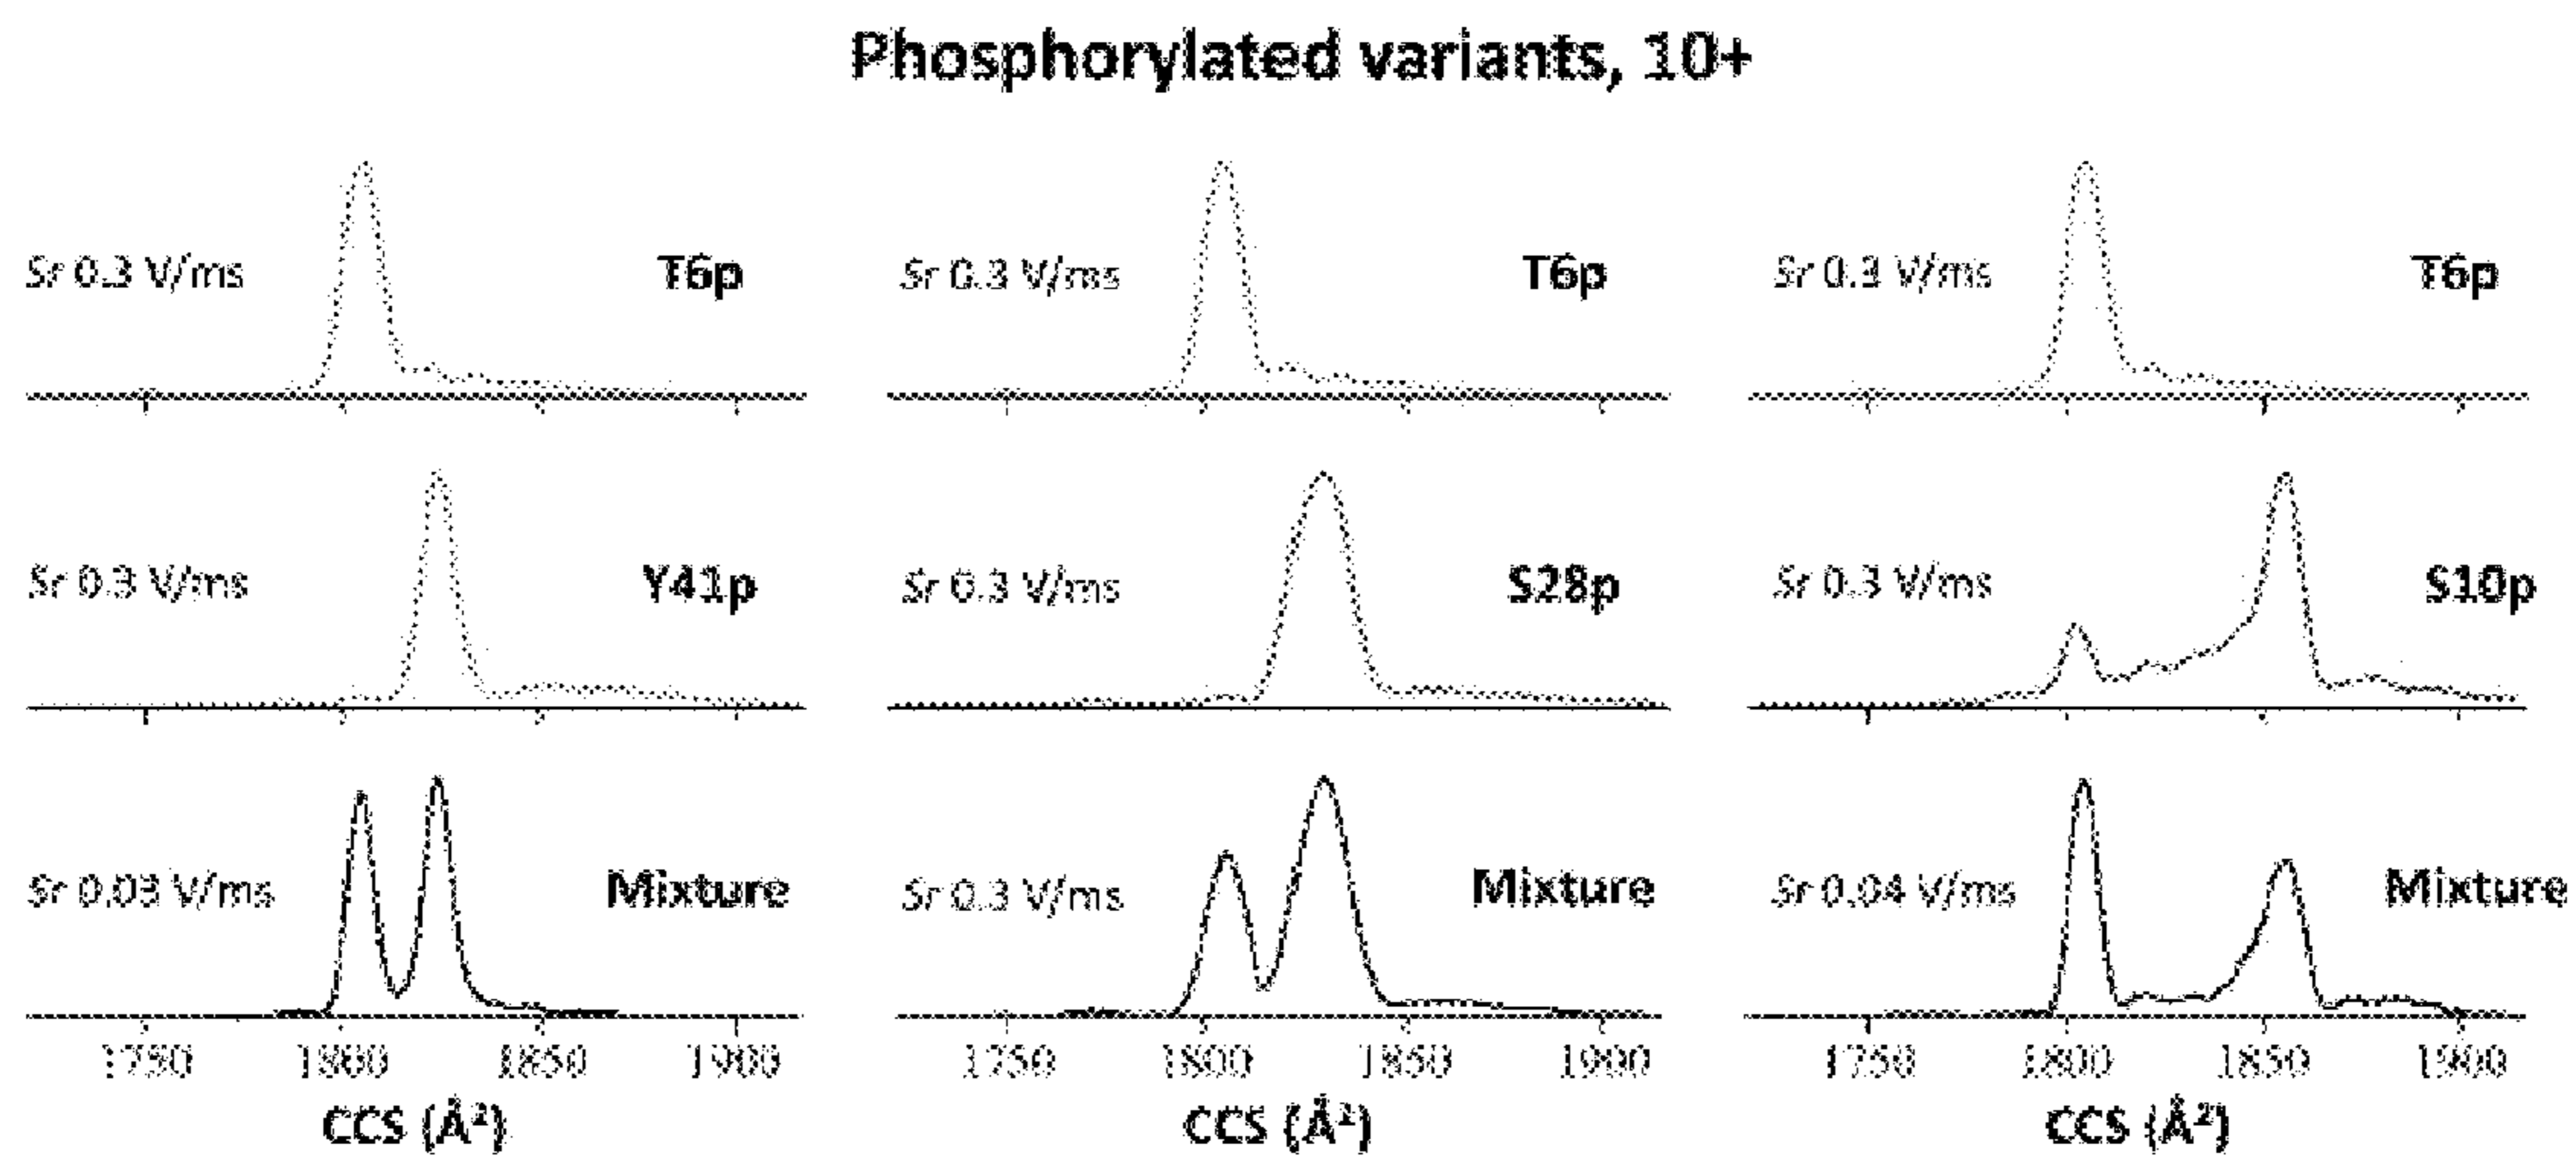 Phosphorylated variants, 10+
Sr 0.3 V/ms T6p Sr 0.3 V/ms T6p Sr 0.3 V/ms T6p
Sr 0.3 V/ms Y41p Sr 0.3 V/ms S28p Sr 0.3 V/ms S10p
Sr 0.03 V/ms Mixture Sr 0.3 V/ms Mixture Sr 0.04 V/ms Mixture
1750 1800 1850 1900 1750 1800 1850 1900 1750 1800 1850 1900
CCS (Å²) CCS (Å²) CCS (Å²)